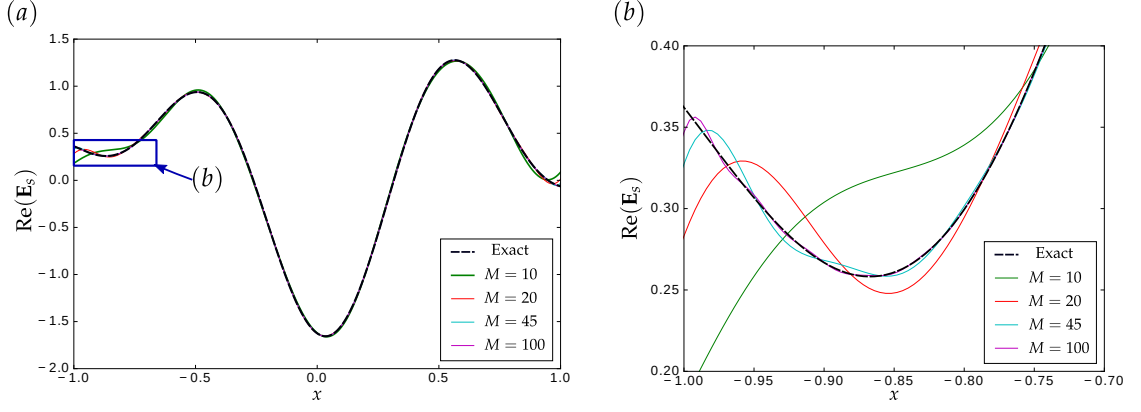 (a)
1.5
1.0
0.5
0.0
−0.5
−1.0
−1.5
−2.0
Re(E_s)
(b)
Exact
M = 10
M = 20
M = 45
M = 100
−1.0 −0.5 0.0 0.5 1.0
x
(b)
0.40
0.35
0.30
0.25
0.20
Re(E_s)
Exact
M = 10
M = 20
M = 45
M = 100
−1.00 −0.95 −0.90 −0.85 −0.80 −0.75 −0.70
x